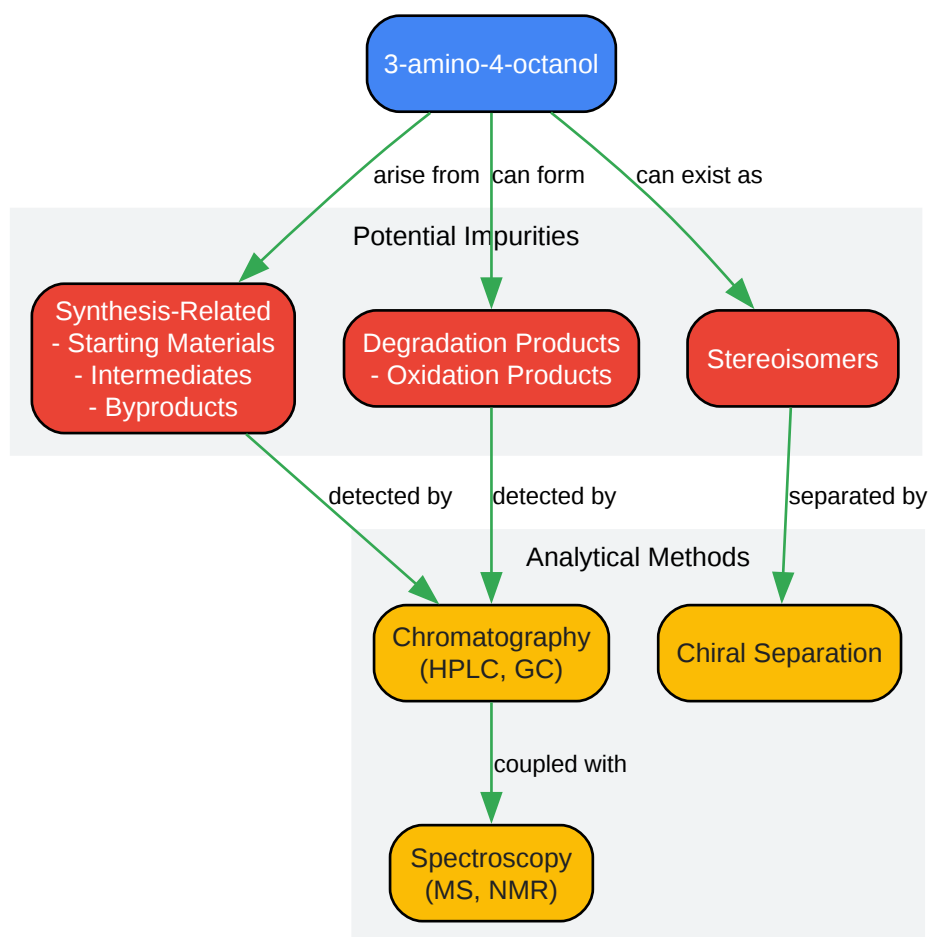 3-amino-4-octanol
arise from
can form
can exist as
Potential Impurities
Synthesis-Related
- Starting Materials
- Intermediates
- Byproducts
Degradation Products
- Oxidation Products
Stereoisomers
detected by
detected by
separated by
Analytical Methods
Chromatography
(HPLC, GC)
Chiral Separation
coupled with
Spectroscopy
(MS, NMR)